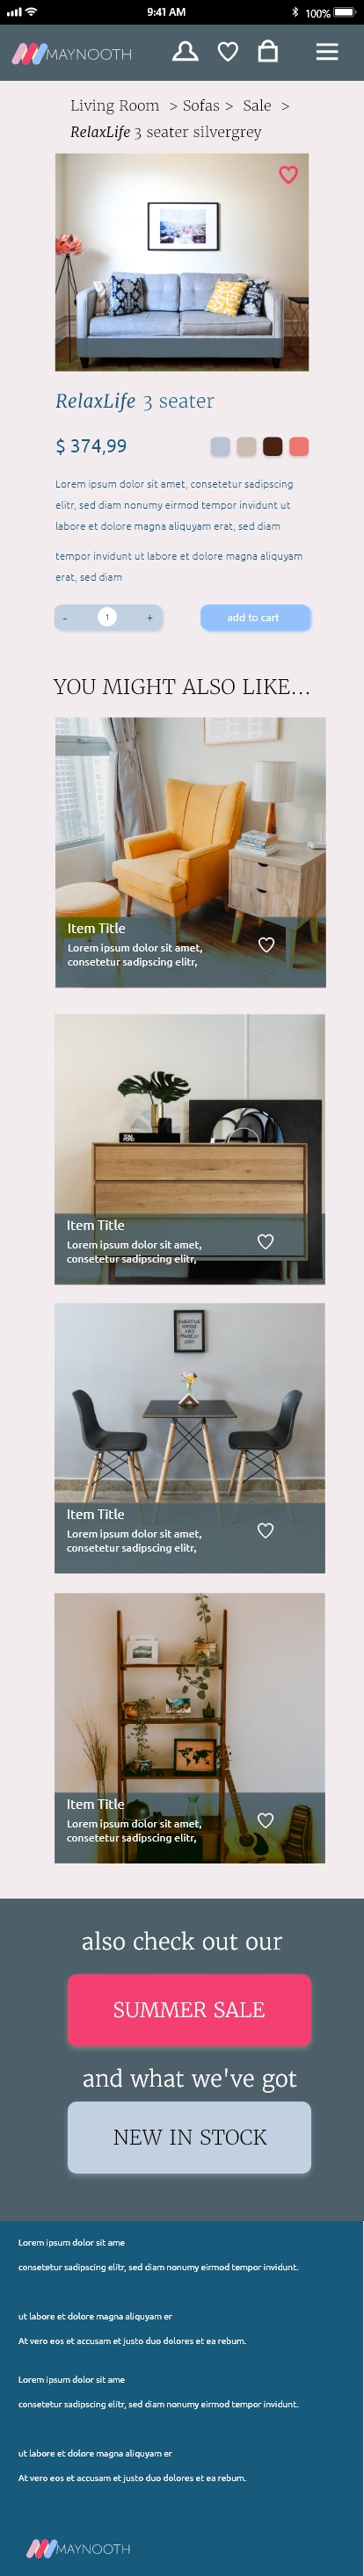 9:41 AM 100%
MAYNOOTH
Living Room > Sofas > Sale >
RelaxLife 3 seater silvergrey
RelaxLife 3 seater
$ 374,99
Lorem ipsum dolor sit amet, consetetur sadipscing
elitr, sed diam nonumy eirmod tempor invidunt ut
labore et dolore magna aliquyam erat, sed diam
tempor invidunt ut labore et dolore magna aliquyam
erat, sed diam
- 1 + add to cart
YOU MIGHT ALSO LIKE...
Item Title
Lorem ipsum dolor sit amet,
consetetur sadipscing elitr,
Item Title
Lorem ipsum dolor sit amet,
consetetur sadipscing elitr,
Item Title
Lorem ipsum dolor sit amet,
consetetur sadipscing elitr,
Item Title
Lorem ipsum dolor sit amet,
consetetur sadipscing elitr,
also check out our
SUMMER SALE
and what we've got
NEW IN STOCK
Lorem ipsum dolor sit ame
consetetur sadipscing elitr, sed diam nonumy eirmod tempor invidunt.
ut labore et dolore magna aliquyam er
At vero eos et accusam et justo duo dolores et ea rebum.
Lorem ipsum dolor sit ame
consetetur sadipscing elitr, sed diam nonumy eirmod tempor invidunt.
ut labore et dolore magna aliquyam er
At vero eos et accusam et justo duo dolores et ea rebum.
MAYNOOTH